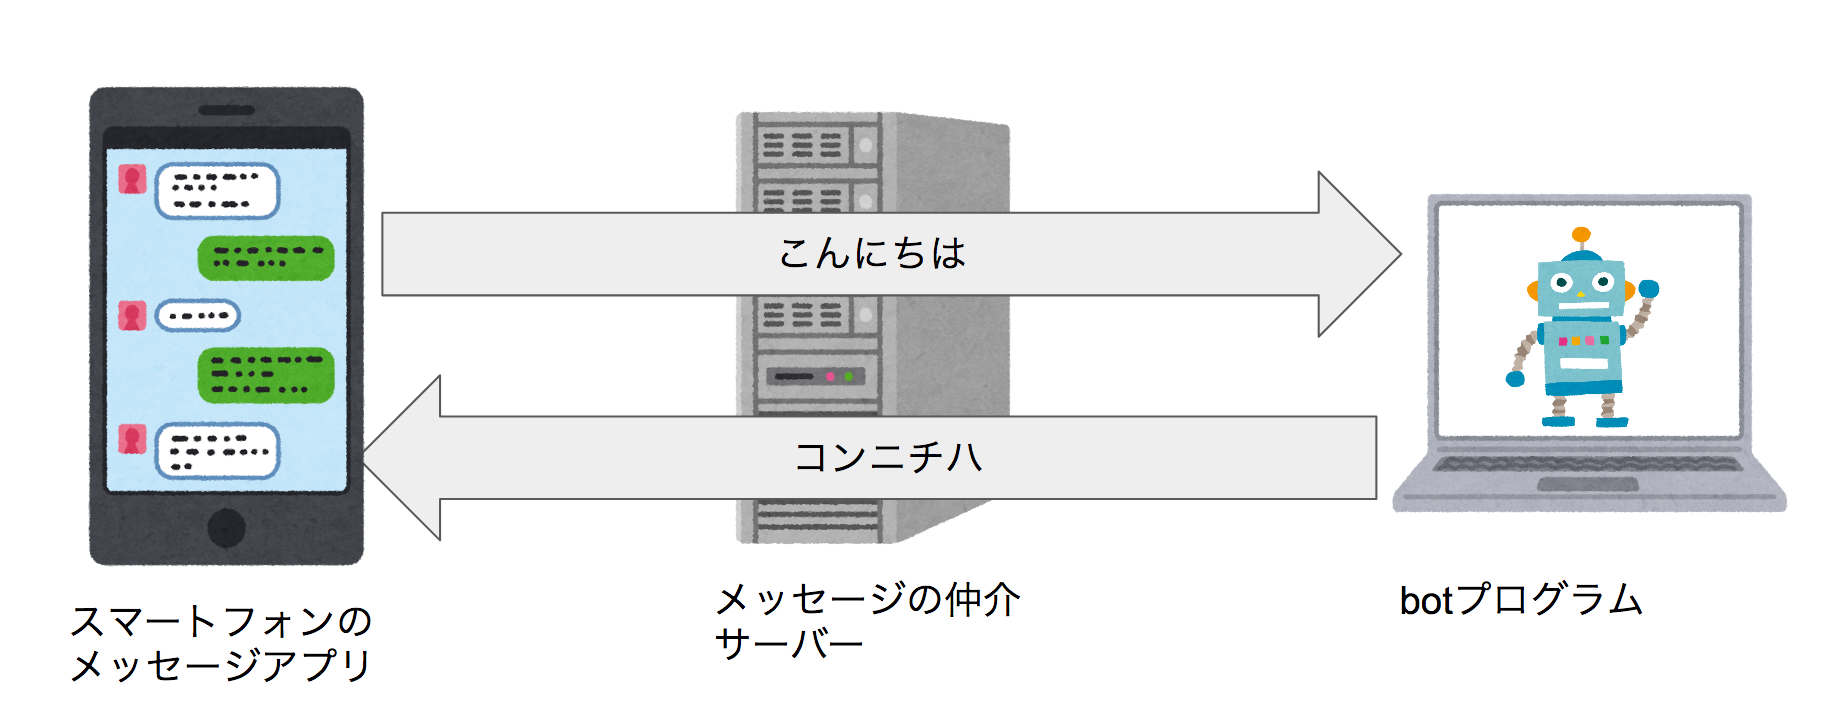 こんにちは
コンニチハ
スマートフォンの
メッセージアプリ
メッセージの仲介
サーバー
botプログラム